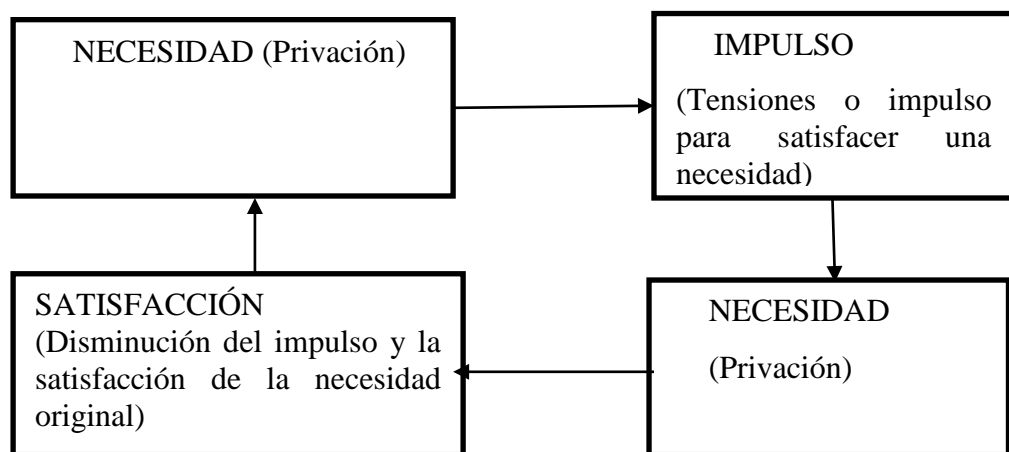 NECESIDAD (Privación)
IMPULSO
(Tensiones o impulso
para satisfacer una
necesidad)
SATISFACCIÓN
(Disminución del impulso y la
satisfacción de la necesidad
original)
NECESIDAD
(Privación)